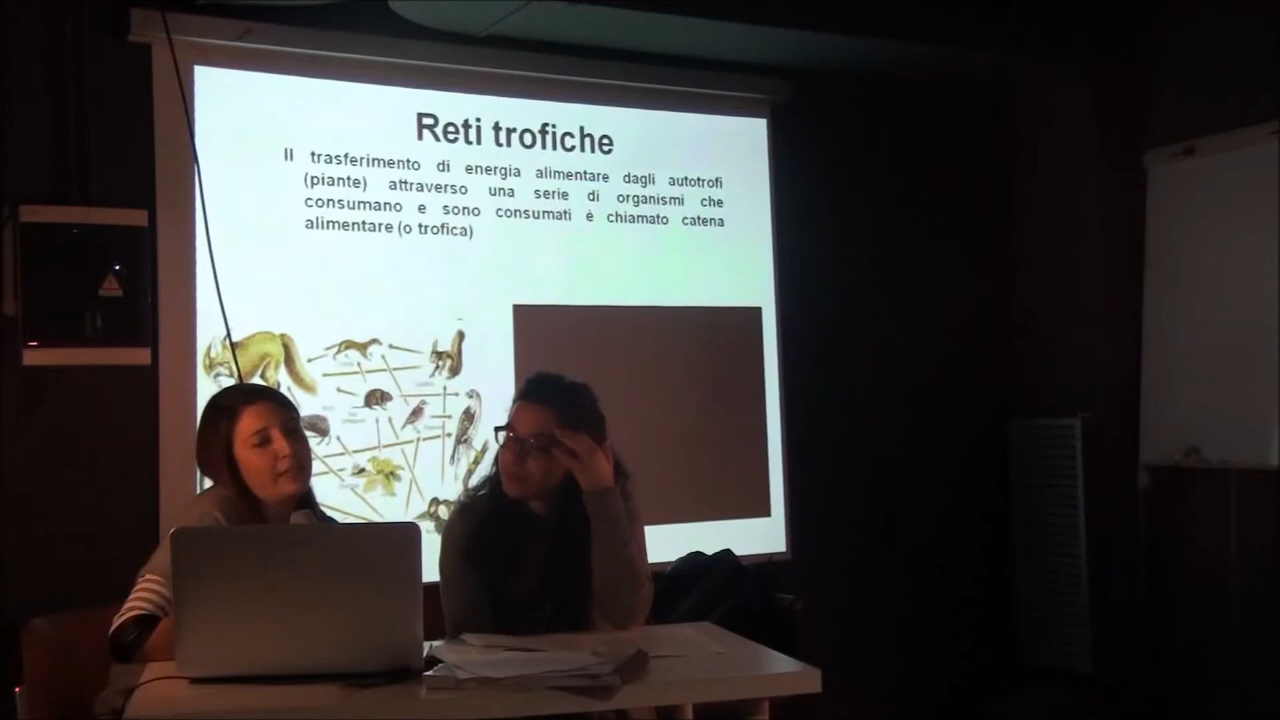 Reti trofiche
Il trasferimento di energia alimentare dagli autotrofi
(piante) attraverso una serie di organismi che
consumano e sono consumati è chiamato catena
alimentare (o trofica)